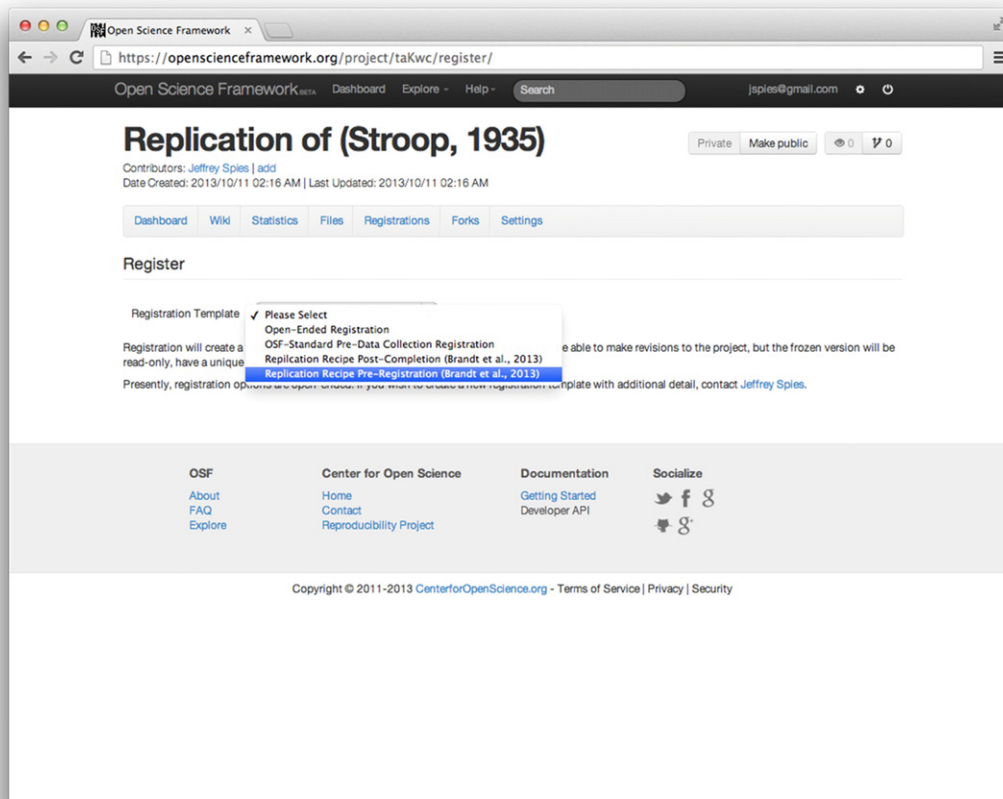 Open Science Framework
https://openscienceframework.org/project/taKwc/register/
Open Science Framework BETA Dashboard Explore Help Search jspies@gmail.com
Replication of (Stroop, 1935)
Private Make public 0 0
Contributors: Jeffrey Spies | add
Date Created: 2013/10/11 02:16 AM | Last Updated: 2013/10/11 02:16 AM
Dashboard Wiki Statistics Files Registrations Forks Settings
Register
Registration Template
✓ Please Select
Open-Ended Registration
OSF-Standard Pre-Data Collection Registration
Repilcation Recipe Post-Completion (Brandt et al., 2013)
Replication Recipe Pre-Registration (Brandt et al., 2013)
Registration will create a e able to make revisions to the project, but the frozen version will be
read-only, have a unique
Presently, registration options are open-ended. If you wish to create a new registration template with additional detail, contact Jeffrey Spies.
OSF
About
FAQ
Explore
Center for Open Science
Home
Contact
Reproducibility Project
Documentation
Getting Started
Developer API
Socialize
Copyright © 2011-2013 CenterforOpenScience.org - Terms of Service | Privacy | Security